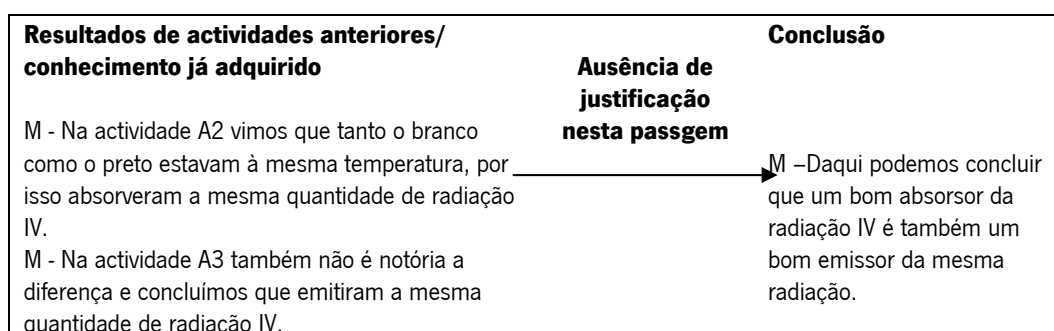 Resultados de actividades anteriores/
conhecimento já adquirido
M - Na actividade A2 vimos que tanto o branco
como o preto estavam à mesma temperatura, por
isso absorveram a mesma quantidade de radiação
IV.
M - Na actividade A3 também não é notória a
diferença e concluímos que emitiram a mesma
quantidade de radiação IV.
Ausência de
justificação
nesta passgem
Conclusão
M –Daqui podemos concluir
que um bom absorsor da
radiação IV é também um
bom emissor da mesma
radiação.